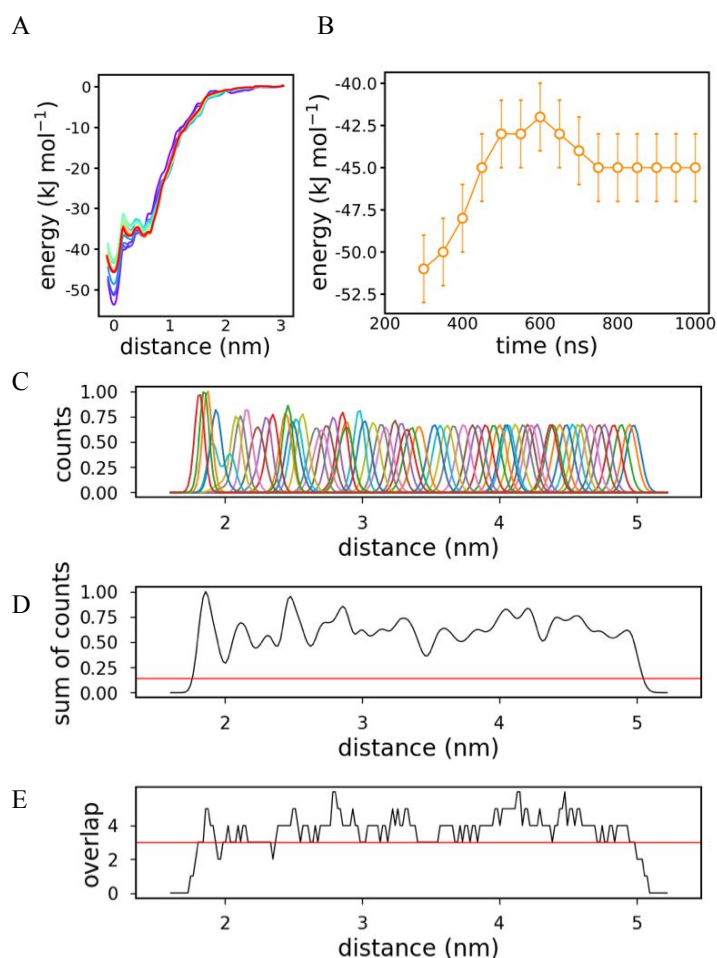 A
B
energy (kJ mol⁻¹)
0
-10
-20
-30
-40
-50
0 1 2 3
distance (nm)
energy (kJ mol⁻¹)
-40.0
-42.5
-45.0
-47.5
-50.0
-52.5
200 400 600 800 1000
time (ns)
C
counts
1.00
0.75
0.50
0.25
0.00
2 3 4 5
distance (nm)
D
sum of counts
1.00
0.75
0.50
0.25
0.00
2 3 4 5
distance (nm)
E
overlap
4
2
0
2 3 4 5
distance (nm)